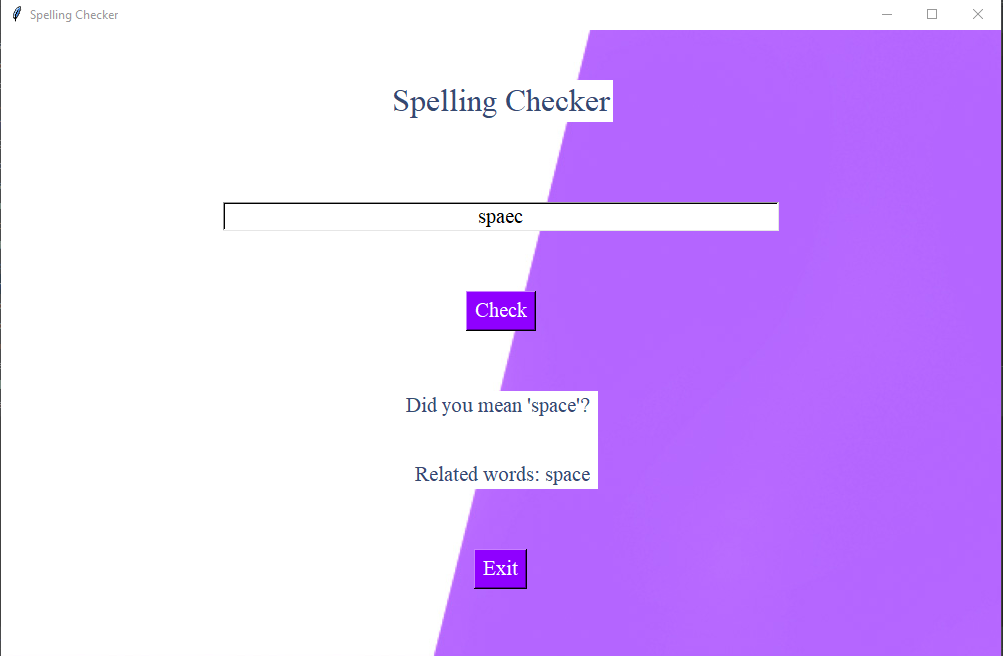 Spelling Checker
Spelling Checker
spaec
Check
Did you mean 'space'?
Related words: space
Exit